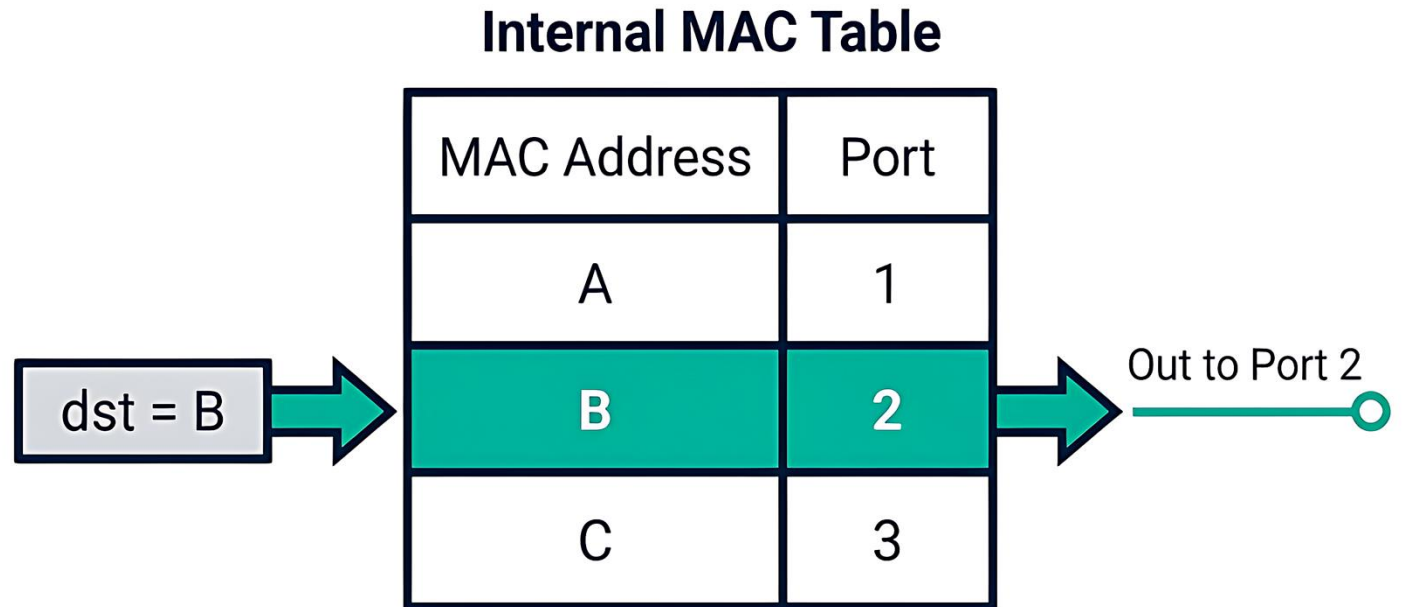 Internal MAC Table
MAC Address Port
A 1
dst = B
B 2
Out to Port 2
C 3